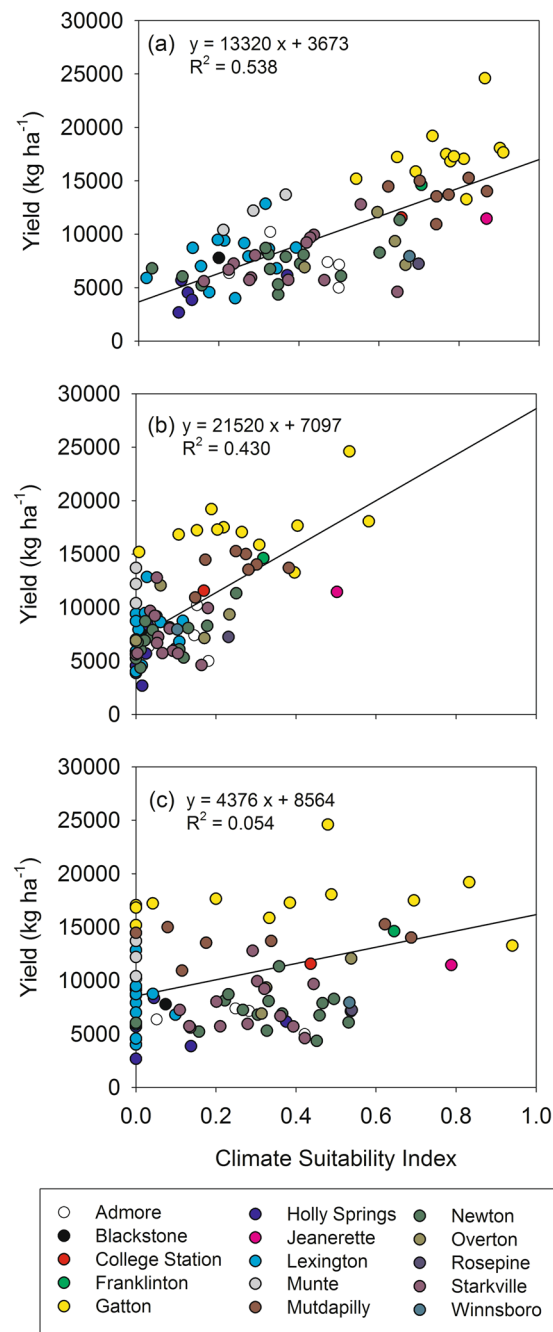 30000
(a) y = 13320 x + 3673
R² = 0.538
25000
20000
15000
10000
5000
0
Yield (kg ha⁻¹)
30000
(b) y = 21520 x + 7097
R² = 0.430
25000
20000
15000
10000
5000
0
Yield (kg ha⁻¹)
30000
(c) y = 4376 x + 8564
R² = 0.054
25000
20000
15000
10000
5000
0
Yield (kg ha⁻¹)
0.0 0.2 0.4 0.6 0.8 1.0
Climate Suitability Index
Admore
Blackstone
College Station
Franklinton
Gatton
Holly Springs
Jeanerette
Lexington
Munte
Mutdapilly
Newton
Overton
Rosepine
Starkville
Winnsboro